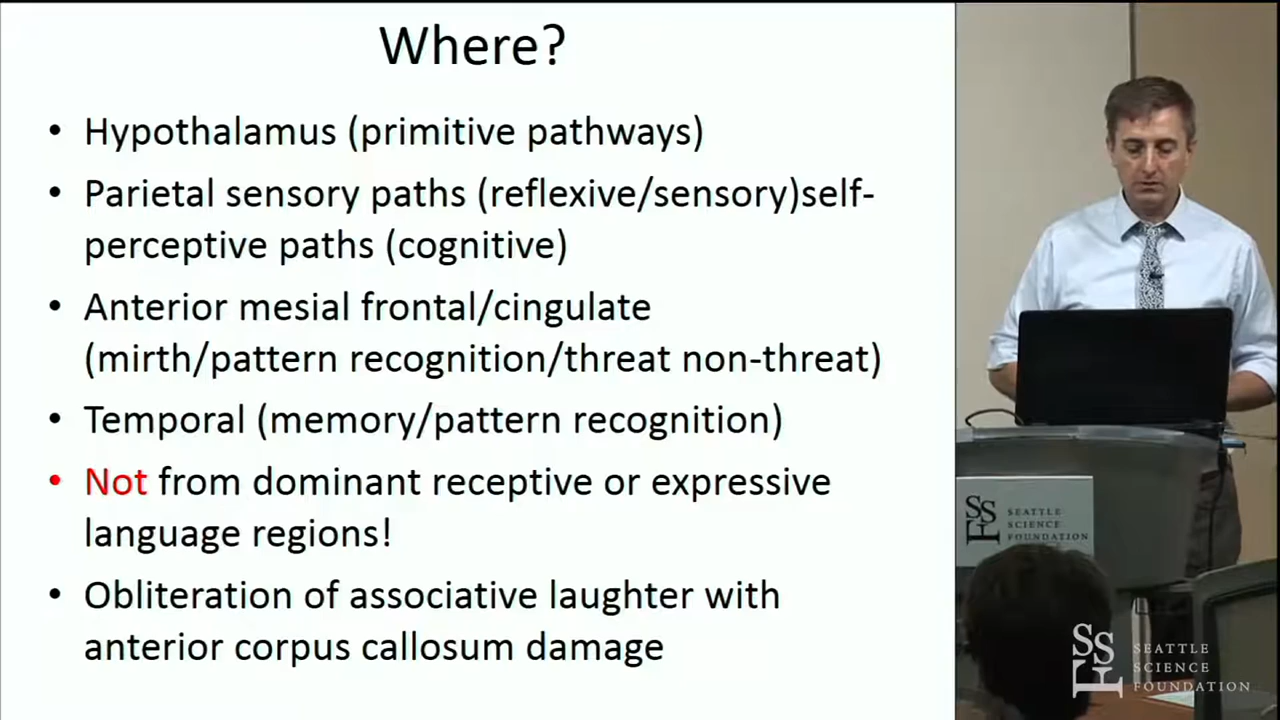 Where?
• Hypothalamus (primitive pathways)
• Parietal sensory paths (reflexive/sensory)self-
perceptive paths (cognitive)
• Anterior mesial frontal/cingulate
(mirth/pattern recognition/threat non-threat)
• Temporal (memory/pattern recognition)
• Not from dominant receptive or expressive
language regions!
• Obliteration of associative laughter with
anterior corpus callosum damage
SSF
SEATTLE
SCIENCE
FOUNDATION
SSF
SEATTLE
SCIENCE
FOUNDATION